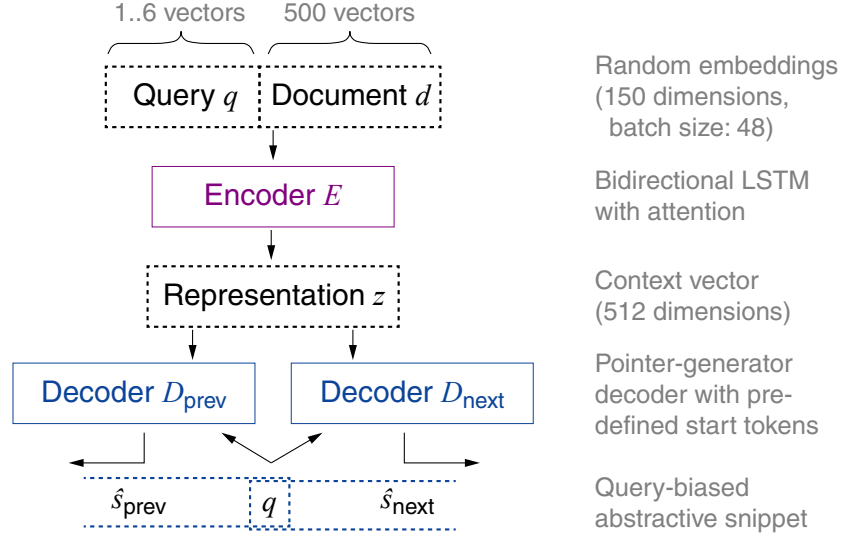 1..6 vectors 500 vectors
Query q Document d
Random embeddings
(150 dimensions,
batch size: 48)
Encoder E
Bidirectional LSTM
with attention
Representation z
Context vector
(512 dimensions)
Decoder Dprev Decoder Dnext
Pointer-generator
decoder with pre-
defined start tokens
ŝprev q ŝnext
Query-biased
abstractive snippet